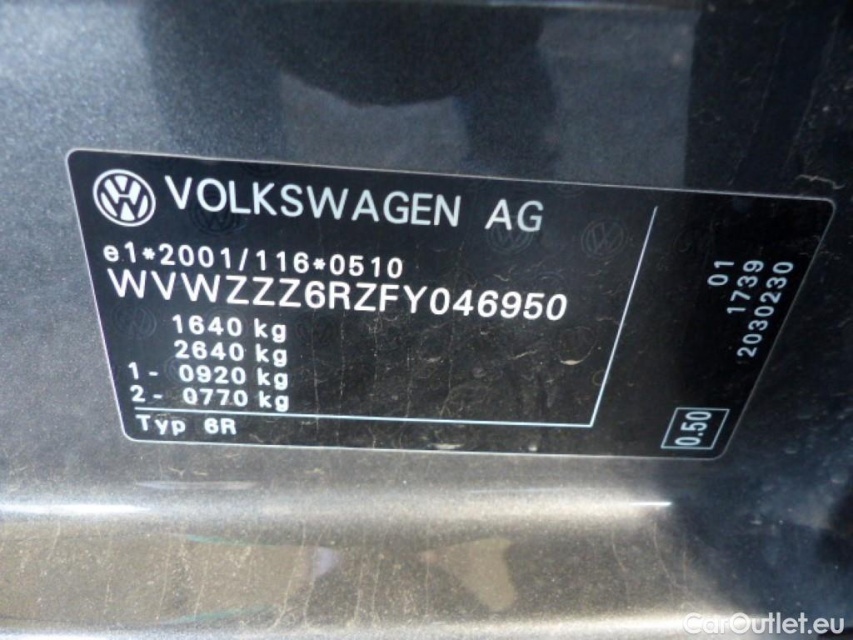 VOLKSWAGEN AG
e1*2001/116*0510
WVWZZZ6RZFY046950
1640 kg
2640 kg
1- 0920 kg
2- 0770 kg
Typ 6R
01
1739
2030230
0.50
CarOutlet.eu